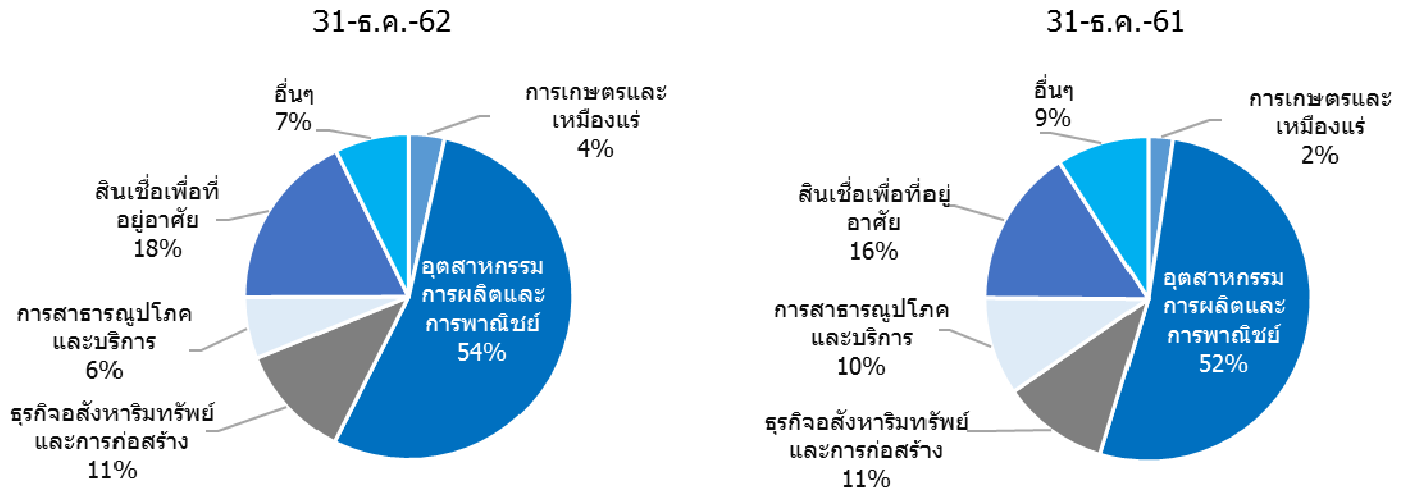 31-ธ.ค.-62
อื่นๆ
7%
การเกษตรและ
เหมืองแร่
4%
สินเชื่อเพื่อที่
อยู่อาศัย
18%
อุตสาหกรรม
การผลิตและ
การพาณิชย์
54%
การสาธารณูปโภค
และบริการ
6%
ธุรกิจอสังหาริมทรัพย์
และการก่อสร้าง
11%
31-ธ.ค.-61
อื่นๆ
9%
การเกษตรและ
เหมืองแร่
2%
สินเชื่อเพื่อที่อยู่
อาศัย
16%
อุตสาหกรรม
การผลิตและ
การพาณิชย์
52%
การสาธารณูปโภค
และบริการ
10%
ธุรกิจอสังหาริมทรัพย์
และการก่อสร้าง
11%